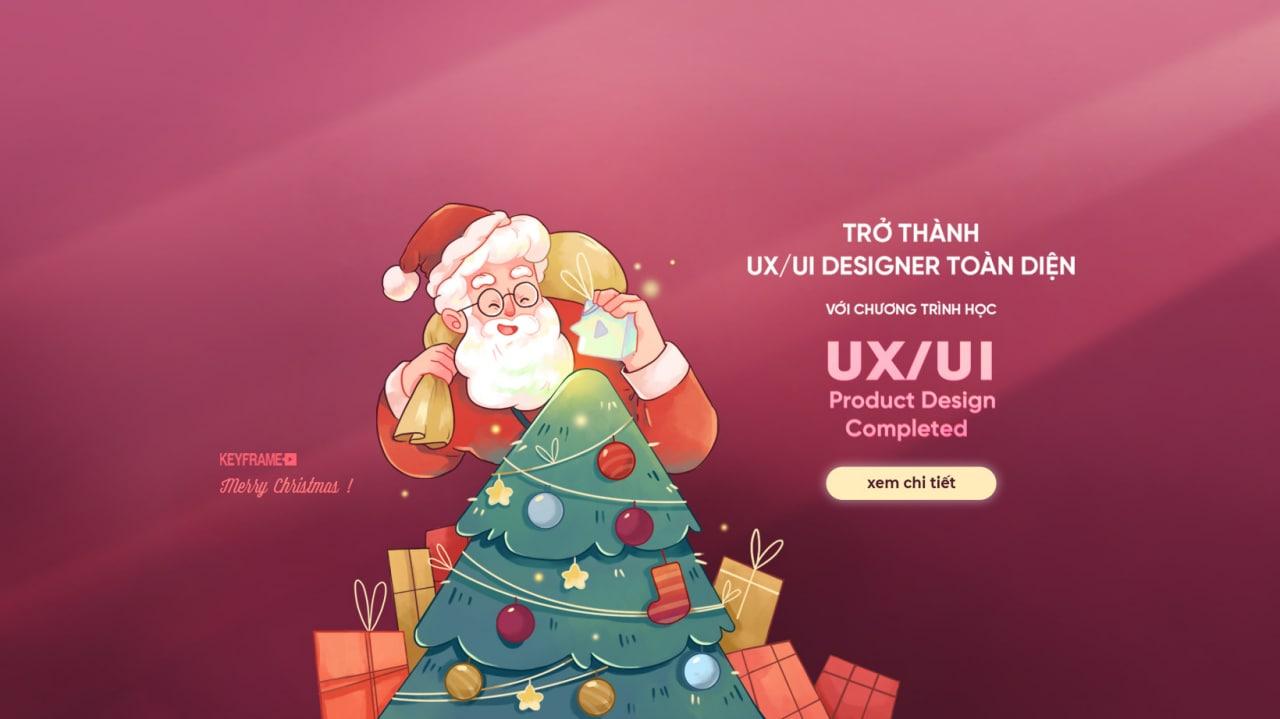 TRỞ THÀNH
UX/UI DESIGNER TOÀN DIỆN
VỚI CHƯƠNG TRÌNH HỌC
UX/UI
Product Design
Completed
xem chi tiết
KEYFRAME
Merry Christmas !